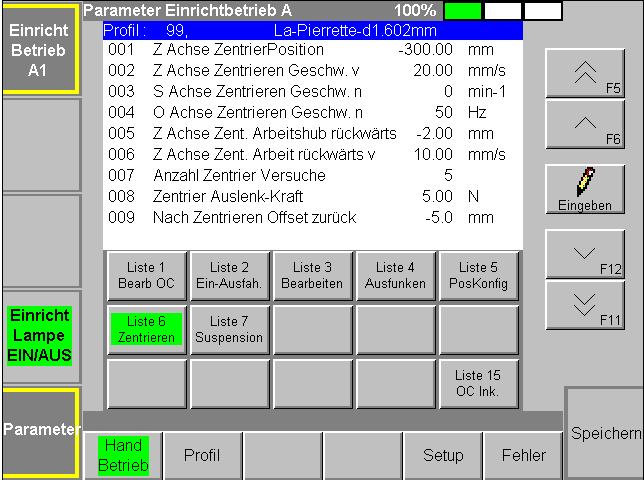 Parameter Einrichtbetrieb A 100%
Einricht
Betrieb
A1
Profil : 99, La-Pierrette-d1.602mm
001 Z Achse ZentrierPosition -300.00 mm
002 Z Achse Zentrieren Geschw. v 20.00 mm/s
003 S Achse Zentrieren Geschw. n 0 min-1
004 O Achse Zentrieren Geschw. n 50 Hz
005 Z Achse Zent. Arbeitshub rückwärts -2.00 mm
006 Z Achse Zent. Arbeit rückwärts v 10.00 mm/s
007 Anzahl Zentrier Versuche 5
008 Zentrier Auslenk-Kraft 5.00 N
009 Nach Zentrieren Offset zurück -5.0 mm
F5
F6
Eingeben
F12
F11
Liste 1
Bearb OC
Liste 2
Ein-Ausfah.
Liste 3
Bearbeiten
Liste 4
Ausfunken
Liste 5
PosKonfig
Liste 6
Zentrieren
Liste 7
Suspension
Liste 15
OC Ink.
Einricht
Lampe
EIN/AUS
Parameter
Hand
Betrieb
Profil
Setup
Fehler
Speichern